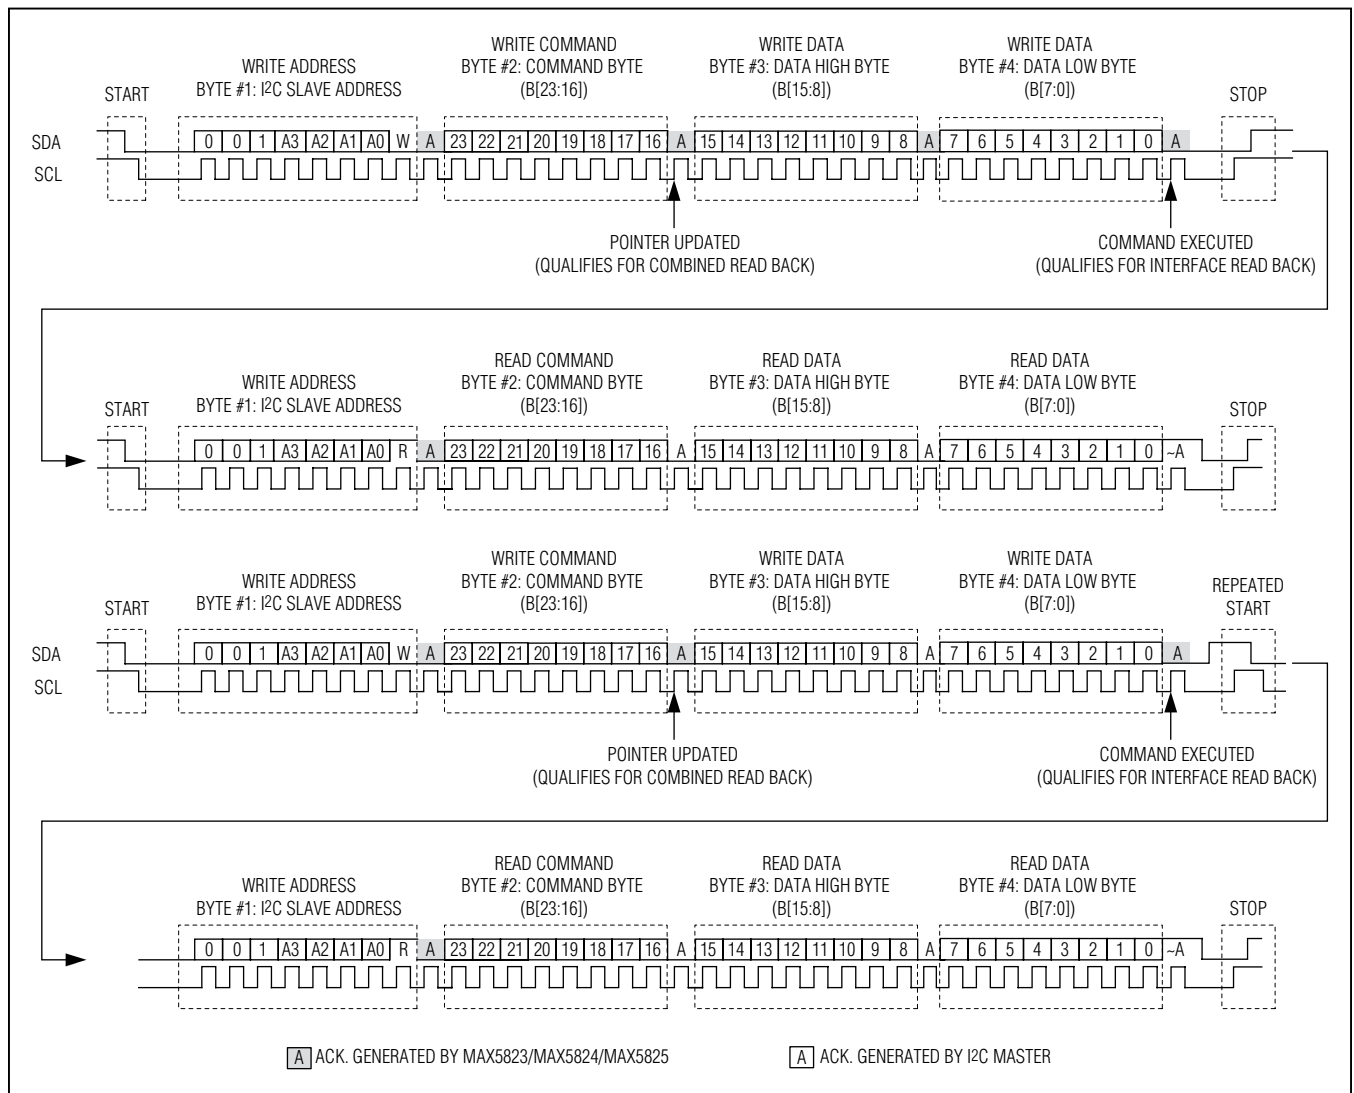 WRITE COMMAND WRITE DATA WRITE DATA
WRITE ADDRESS BYTE #2: COMMAND BYTE BYTE #3: DATA HIGH BYTE BYTE #4: DATA LOW BYTE
START BYTE #1: I2C SLAVE ADDRESS (B[23:16]) (B[15:8]) (B[7:0]) STOP
SDA 0 0 1 A3 A2 A1 A0 W A 23 22 21 20 19 18 17 16 A 15 14 13 12 11 10 9 8 A 7 6 5 4 3 2 1 0 A
SCL
POINTER UPDATED COMMAND EXECUTED
(QUALIFIES FOR COMBINED READ BACK) (QUALIFIES FOR INTERFACE READ BACK)
READ COMMAND READ DATA READ DATA
WRITE ADDRESS BYTE #2: COMMAND BYTE BYTE #3: DATA HIGH BYTE BYTE #4: DATA LOW BYTE
START BYTE #1: I2C SLAVE ADDRESS (B[23:16]) (B[15:8]) (B[7:0]) STOP
0 0 1 A3 A2 A1 A0 R A 23 22 21 20 19 18 17 16 A 15 14 13 12 11 10 9 8 A 7 6 5 4 3 2 1 0 ~A
WRITE COMMAND WRITE DATA WRITE DATA
WRITE ADDRESS BYTE #2: COMMAND BYTE BYTE #3: DATA HIGH BYTE BYTE #4: DATA LOW BYTE REPEATED
START BYTE #1: I2C SLAVE ADDRESS (B[23:16]) (B[15:8]) (B[7:0]) START
SDA 0 0 1 A3 A2 A1 A0 W A 23 22 21 20 19 18 17 16 A 15 14 13 12 11 10 9 8 A 7 6 5 4 3 2 1 0 A
SCL
POINTER UPDATED COMMAND EXECUTED
(QUALIFIES FOR COMBINED READ BACK) (QUALIFIES FOR INTERFACE READ BACK)
READ COMMAND READ DATA READ DATA
WRITE ADDRESS BYTE #2: COMMAND BYTE BYTE #3: DATA HIGH BYTE BYTE #4: DATA LOW BYTE
BYTE #1: I2C SLAVE ADDRESS (B[23:16]) (B[15:8]) (B[7:0]) STOP
0 0 1 A3 A2 A1 A0 R A 23 22 21 20 19 18 17 16 A 15 14 13 12 11 10 9 8 A 7 6 5 4 3 2 1 0 ~A
A ACK. GENERATED BY MAX5823/MAX5824/MAX5825 A ACK. GENERATED BY I2C MASTER